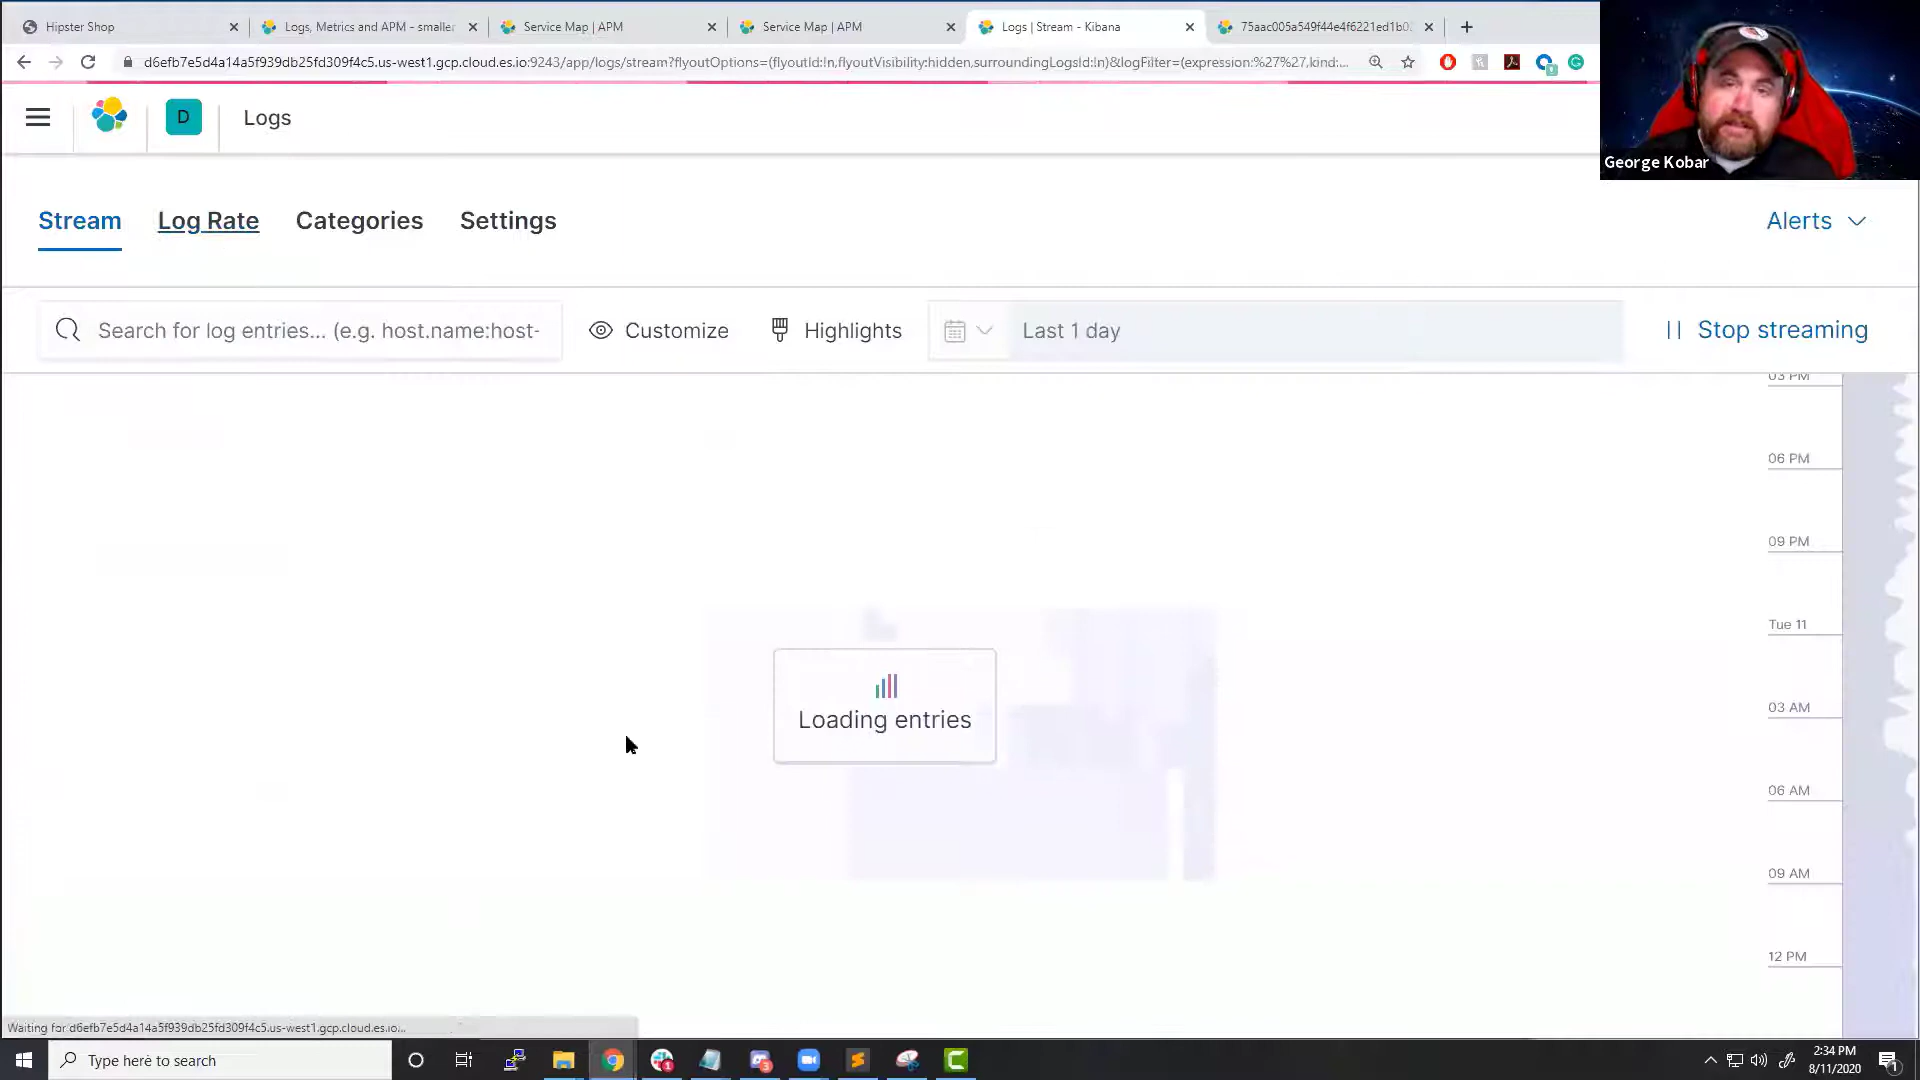 Hipster Shop
Logs, Metrics and APM - smaller
Service Map | APM
Service Map | APM
Logs | Stream - Kibana
75aac005a549f44e4f6221ed1b0
d6efb7e5d4a14a5f939db25fd309f4c5.us-west1.gcp.cloud.es.io:9243/app/logs/stream?flyoutOptions=(flyoutId:!n,flyoutVisibility:hidden,surroundingLogsId:!n)&logFilter=(expression:%27%27,kind:...
D
Logs
George Kobar
Stream
Log Rate
Categories
Settings
Alerts
Search for log entries... (e.g. host.name:host-
Customize
Highlights
Last 1 day
Stop streaming
03 PM
06 PM
09 PM
Tue 11
03 AM
06 AM
09 AM
12 PM
Loading entries
Waiting for d6efb7e5d4a14a5f939db25fd309f4c5.us-west1.gcp.cloud.es.io...
Type here to search
2:34 PM
8/11/2020